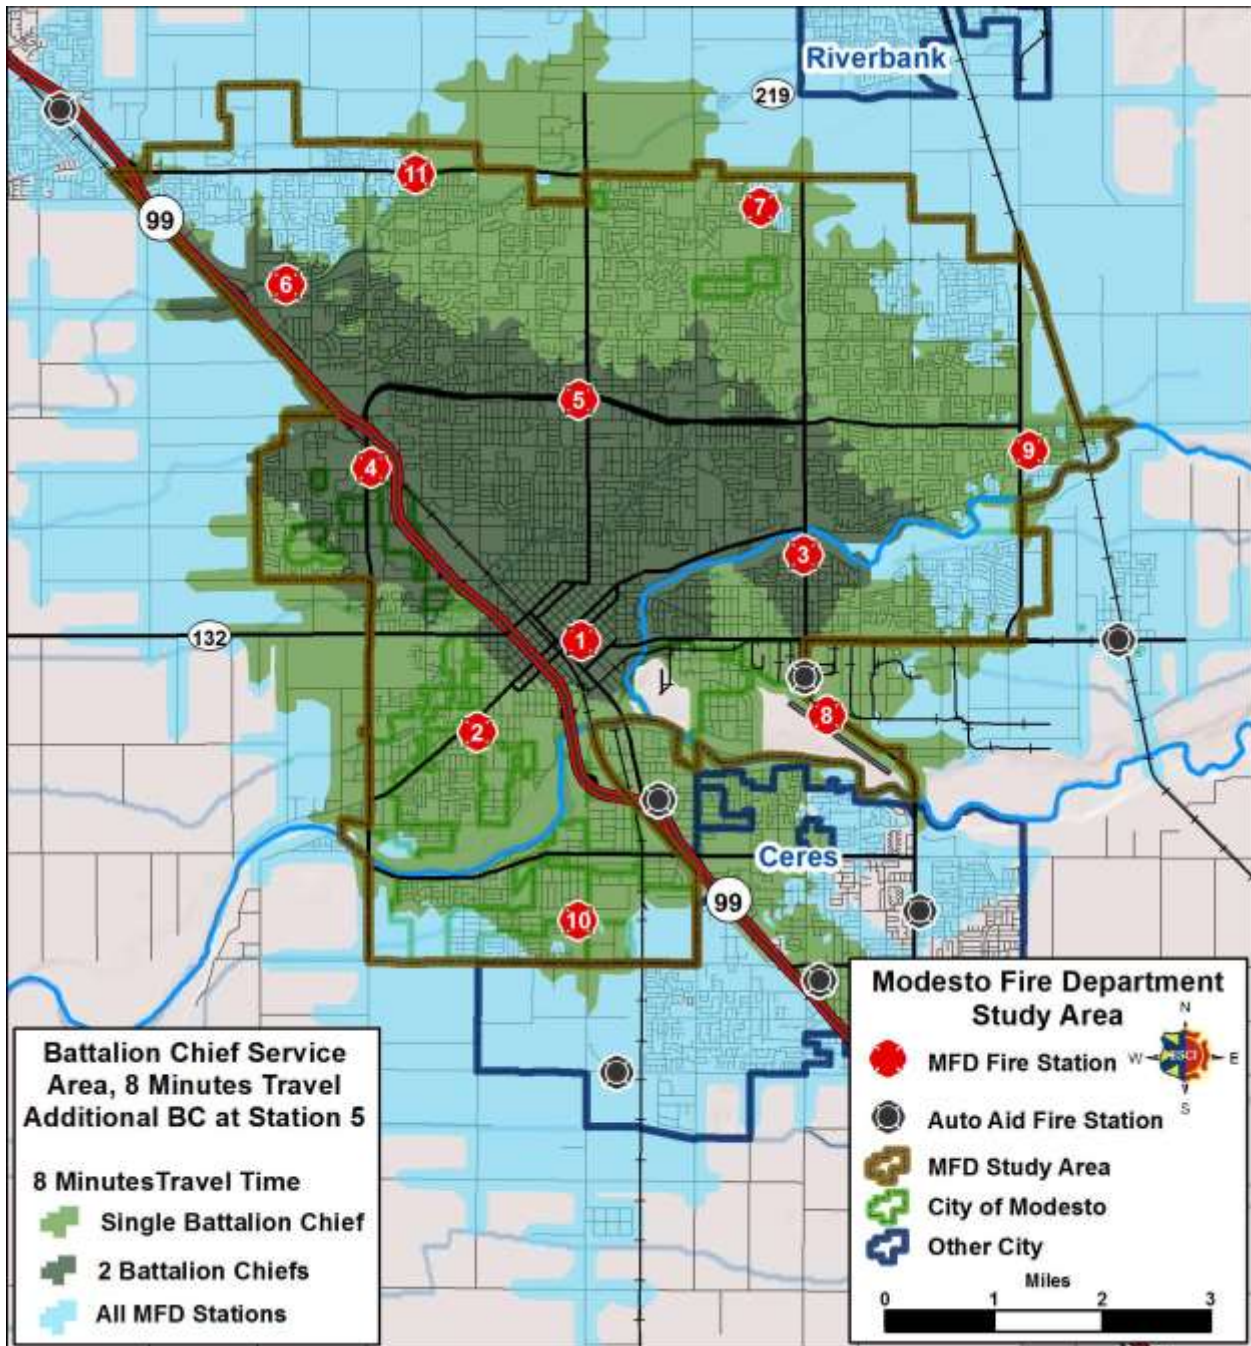 Riverbank
219
11
7
99
6
5
4
9
3
132
1
2
8
Ceres
99
10
Battalion Chief Service
Area, 8 Minutes Travel
Additional BC at Station 5
8 MinutesTravel Time
Single Battalion Chief
2 Battalion Chiefs
All MFD Stations
Modesto Fire Department
Study Area
N
W
E
S
MFD Fire Station
Auto Aid Fire Station
MFD Study Area
City of Modesto
Other City
Miles
0 1 2 3